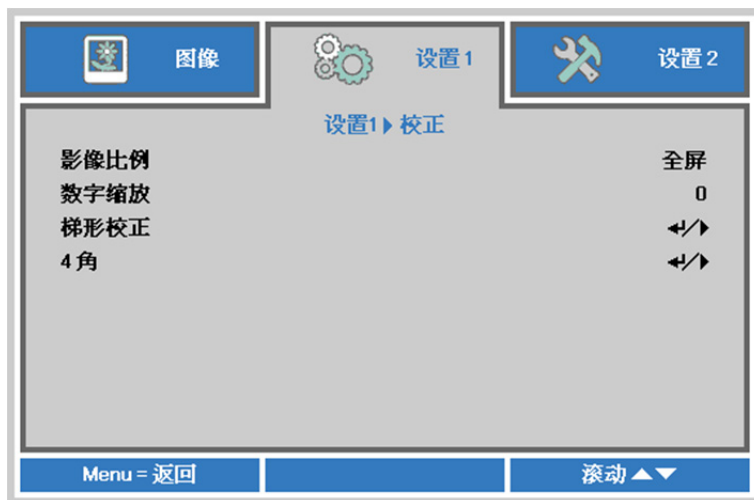 图像 设置1 设置2
设置1▶校正
影像比例 全屏
数字缩放 0
梯形校正 ↵/▶
4角 ↵/▶
Menu = 返回 滚动▲▼